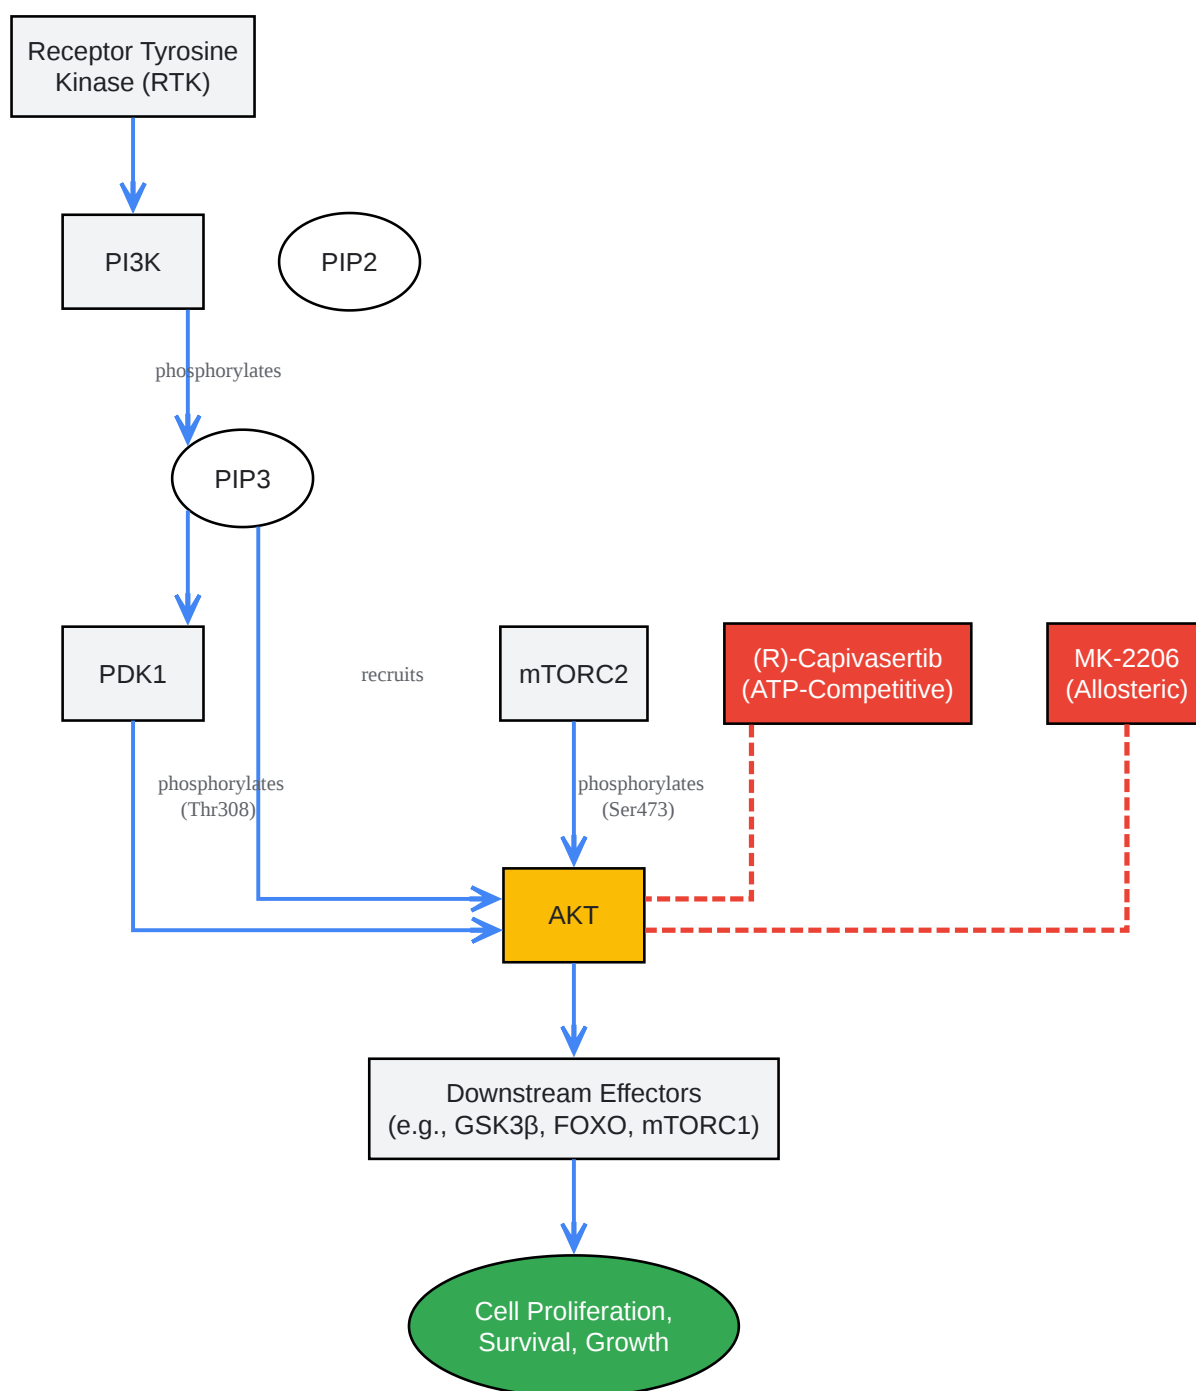 Receptor Tyrosine
Kinase (RTK)
PI3K
PIP2
phosphorylates
PIP3
PDK1
recruits
mTORC2
(R)-Capivasertib
(ATP-Competitive)
MK-2206
(Allosteric)
phosphorylates
(Thr308)
phosphorylates
(Ser473)
AKT
Downstream Effectors
(e.g., GSK3β, FOXO, mTORC1)
Cell Proliferation,
Survival, Growth